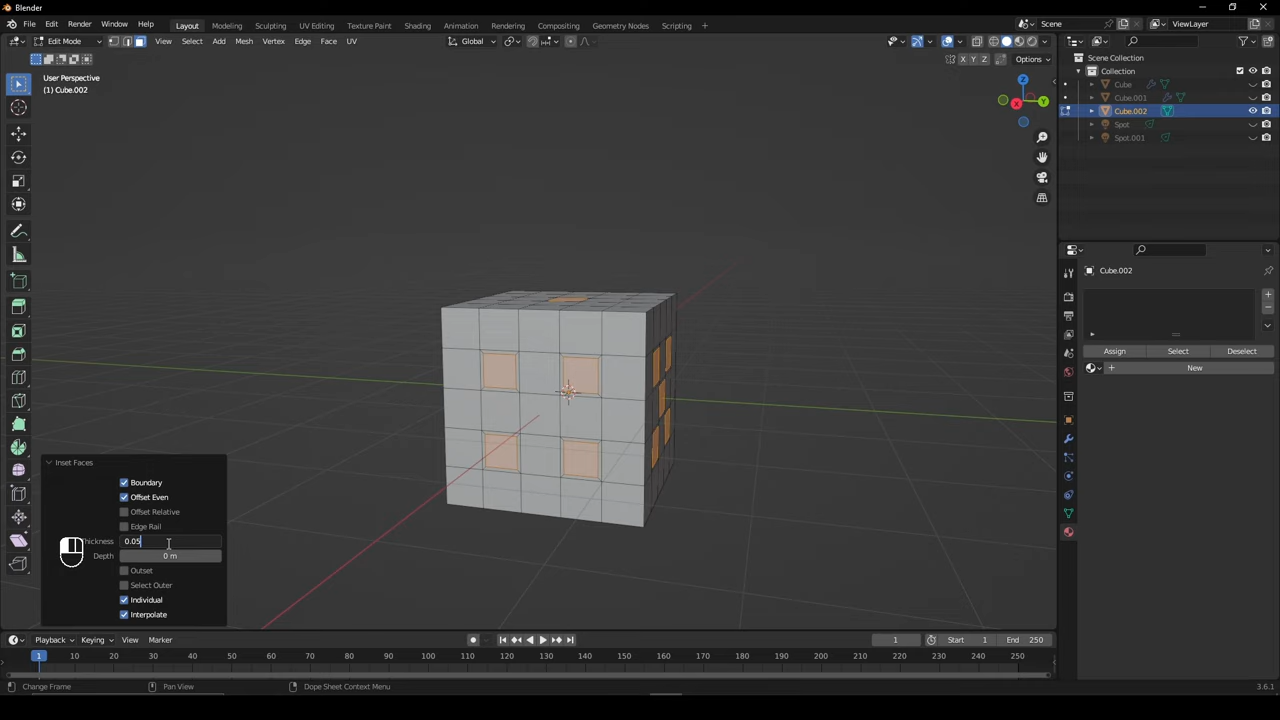 Blender
File Edit Render Window Help Layout Modeling Sculpting UV Editing Texture Paint Shading Animation Rendering Compositing Geometry Nodes Scripting Scene ViewLayer
Edit Mode View Select Add Mesh Vertex Edge Face UV Global
X Y Z Options
User Perspective
(1) Cube.002
Z
X
Y
Scene Collection
Collection
Cube
Cube.001
Cube.002
Spot
Spot.001
Cube.002
Assign Select Deselect
+ New
Inset Faces
Boundary
Offset Even
Offset Relative
Edge Rail
Thickness 0.05
Depth 0 m
Outset
Select Outer
Individual
Interpolate
Playback Keying View Marker 1 Start 1 End 250
1 10 20 30 40 50 60 70 80 90 100 110 120 130 140 150 160 170 180 190 200 210 220 230 240 250
Change Frame Pan View Dope Sheet Context Menu 3.6.1